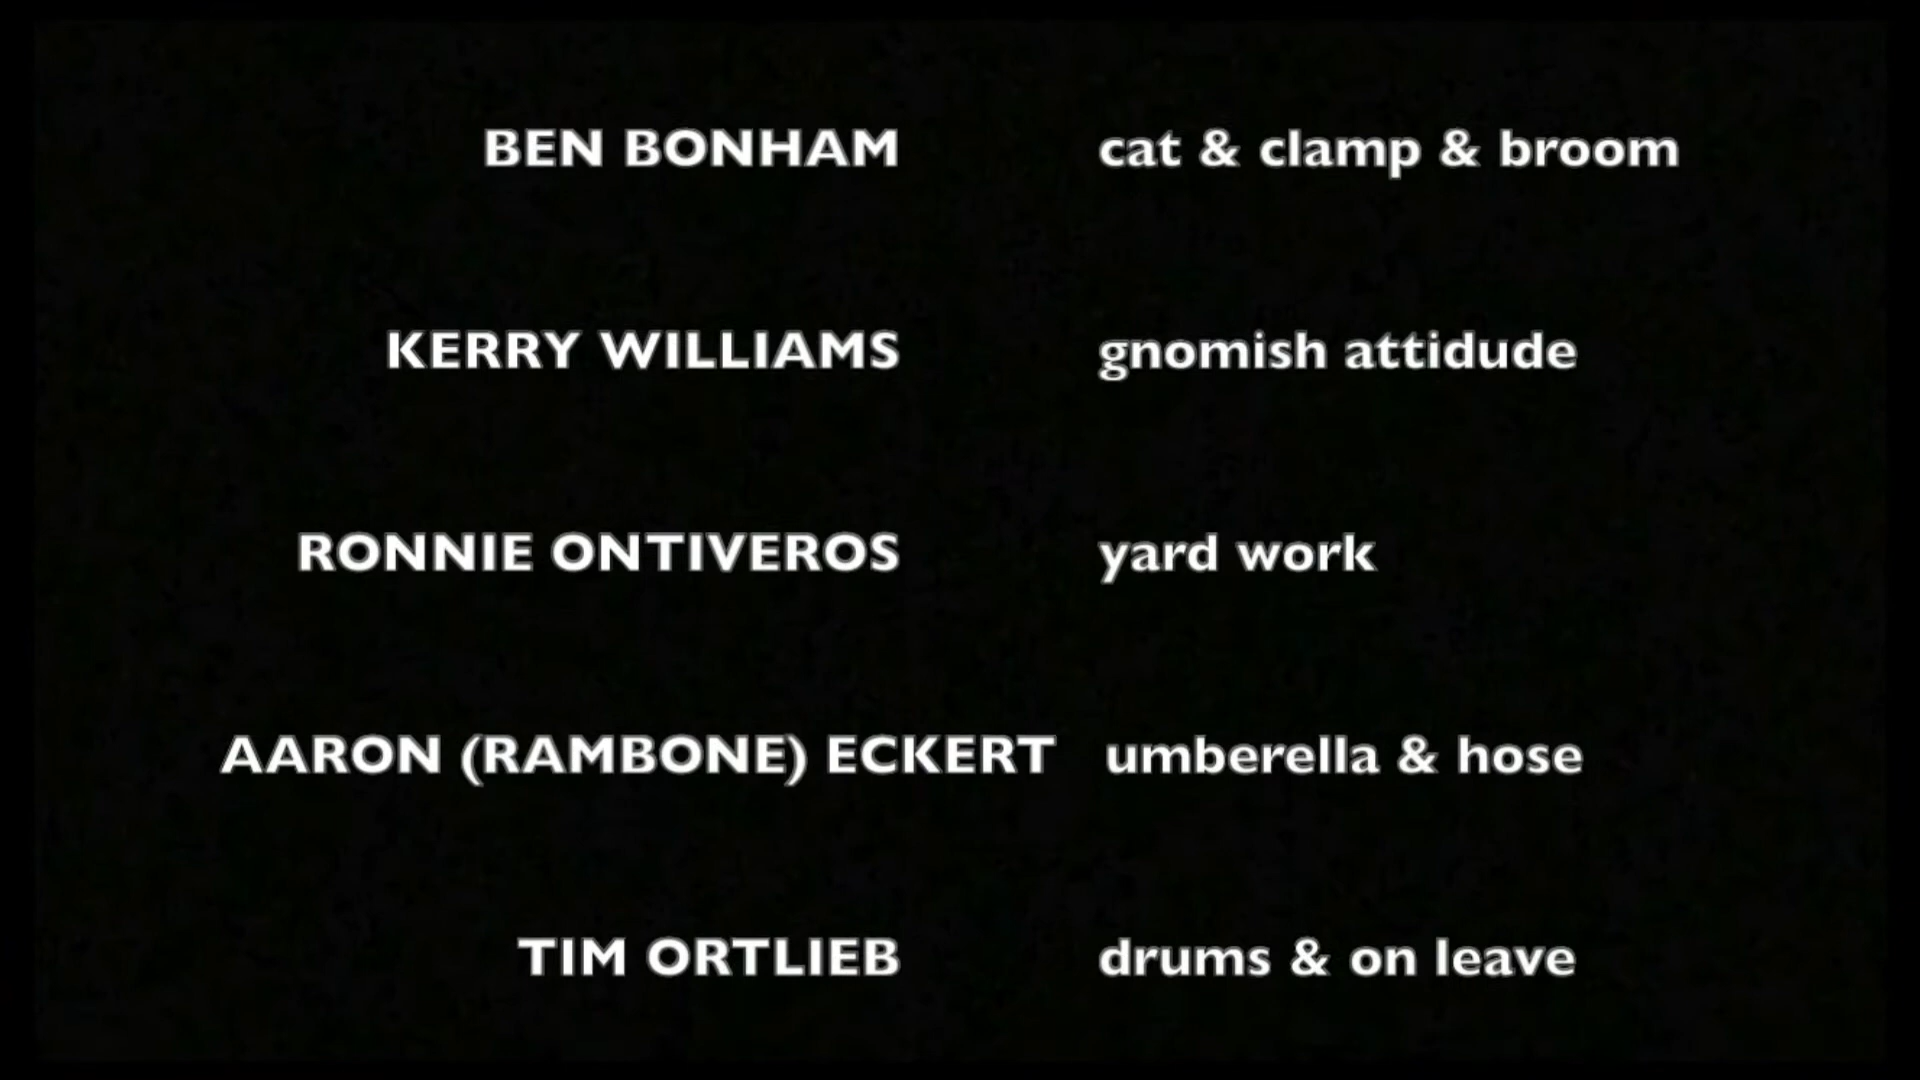 BEN BONHAM cat & clamp & broom
KERRY WILLIAMS gnomish attidude
RONNIE ONTIVEROS yard work
AARON (RAMBONE) ECKERT umberella & hose
TIM ORTLIEB drums & on leave